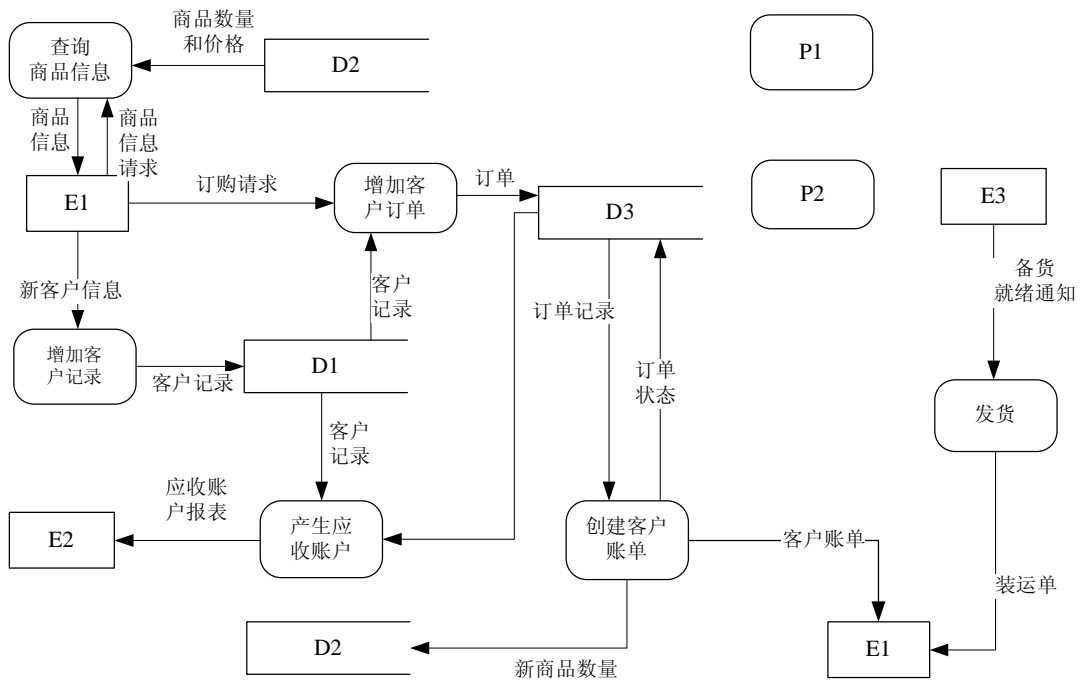 商品数量
和价格
查询
商品信息
D2
P1
商品
信息
商品
信息
请求
E1
订购请求
增加客
户订单
订单
D3
P2
E3
新客户信息
客户
记录
订单记录
备货
就绪通知
增加客
户记录
客户记录
D1
订单
状态
发货
客户
记录
应收账
户报表
E2
产生应
收账户
创建客户
账单
客户账单
装运单
D2
新商品数量
E1